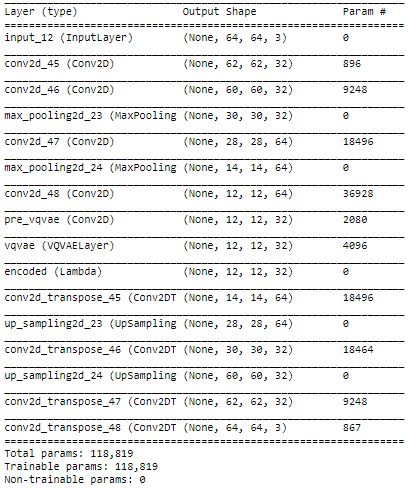 Layer (type) Output Shape Param #
input_12 (InputLayer) (None, 64, 64, 3) 0
conv2d_45 (Conv2D) (None, 62, 62, 32) 896
conv2d_46 (Conv2D) (None, 60, 60, 32) 9248
max_pooling2d_23 (MaxPooling (None, 30, 30, 32) 0
conv2d_47 (Conv2D) (None, 28, 28, 64) 18496
max_pooling2d_24 (MaxPooling (None, 14, 14, 64) 0
conv2d_48 (Conv2D) (None, 12, 12, 64) 36928
pre_vqvae (Conv2D) (None, 12, 12, 32) 2080
vqvae (VQVAELayer) (None, 12, 12, 32) 4096
encoded (Lambda) (None, 12, 12, 32) 0
conv2d_transpose_45 (Conv2DT (None, 14, 14, 64) 18496
up_sampling2d_23 (UpSampling (None, 28, 28, 64) 0
conv2d_transpose_46 (Conv2DT (None, 30, 30, 32) 18464
up_sampling2d_24 (UpSampling (None, 60, 60, 32) 0
conv2d_transpose_47 (Conv2DT (None, 62, 62, 32) 9248
conv2d_transpose_48 (Conv2DT (None, 64, 64, 3) 867
Total params: 118,819
Trainable params: 118,819
Non-trainable params: 0